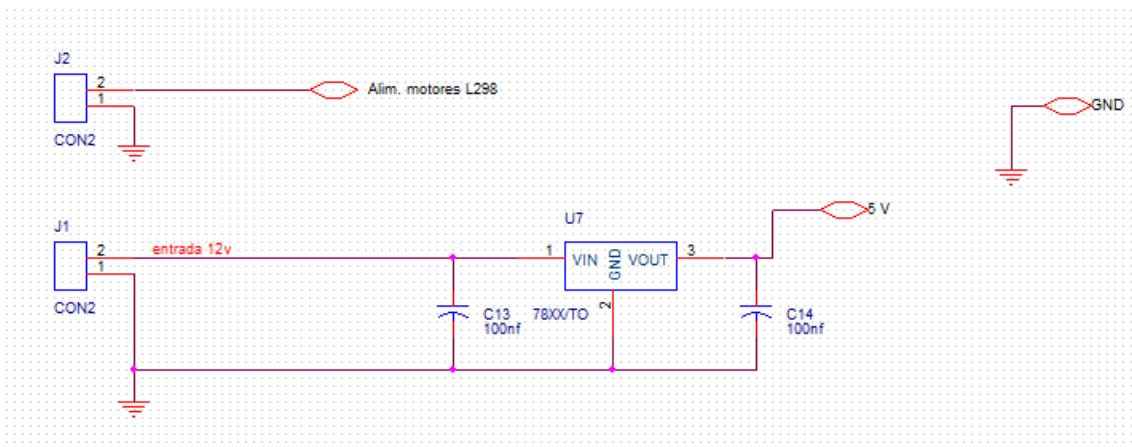 J2
2
1
CON2
Alim. motores L298
GND
J1
2
1
CON2
entrada 12v
U7
1
VIN
GND
VOUT
3
2
5 V
C13
100nf
78XX/TO
C14
100nf